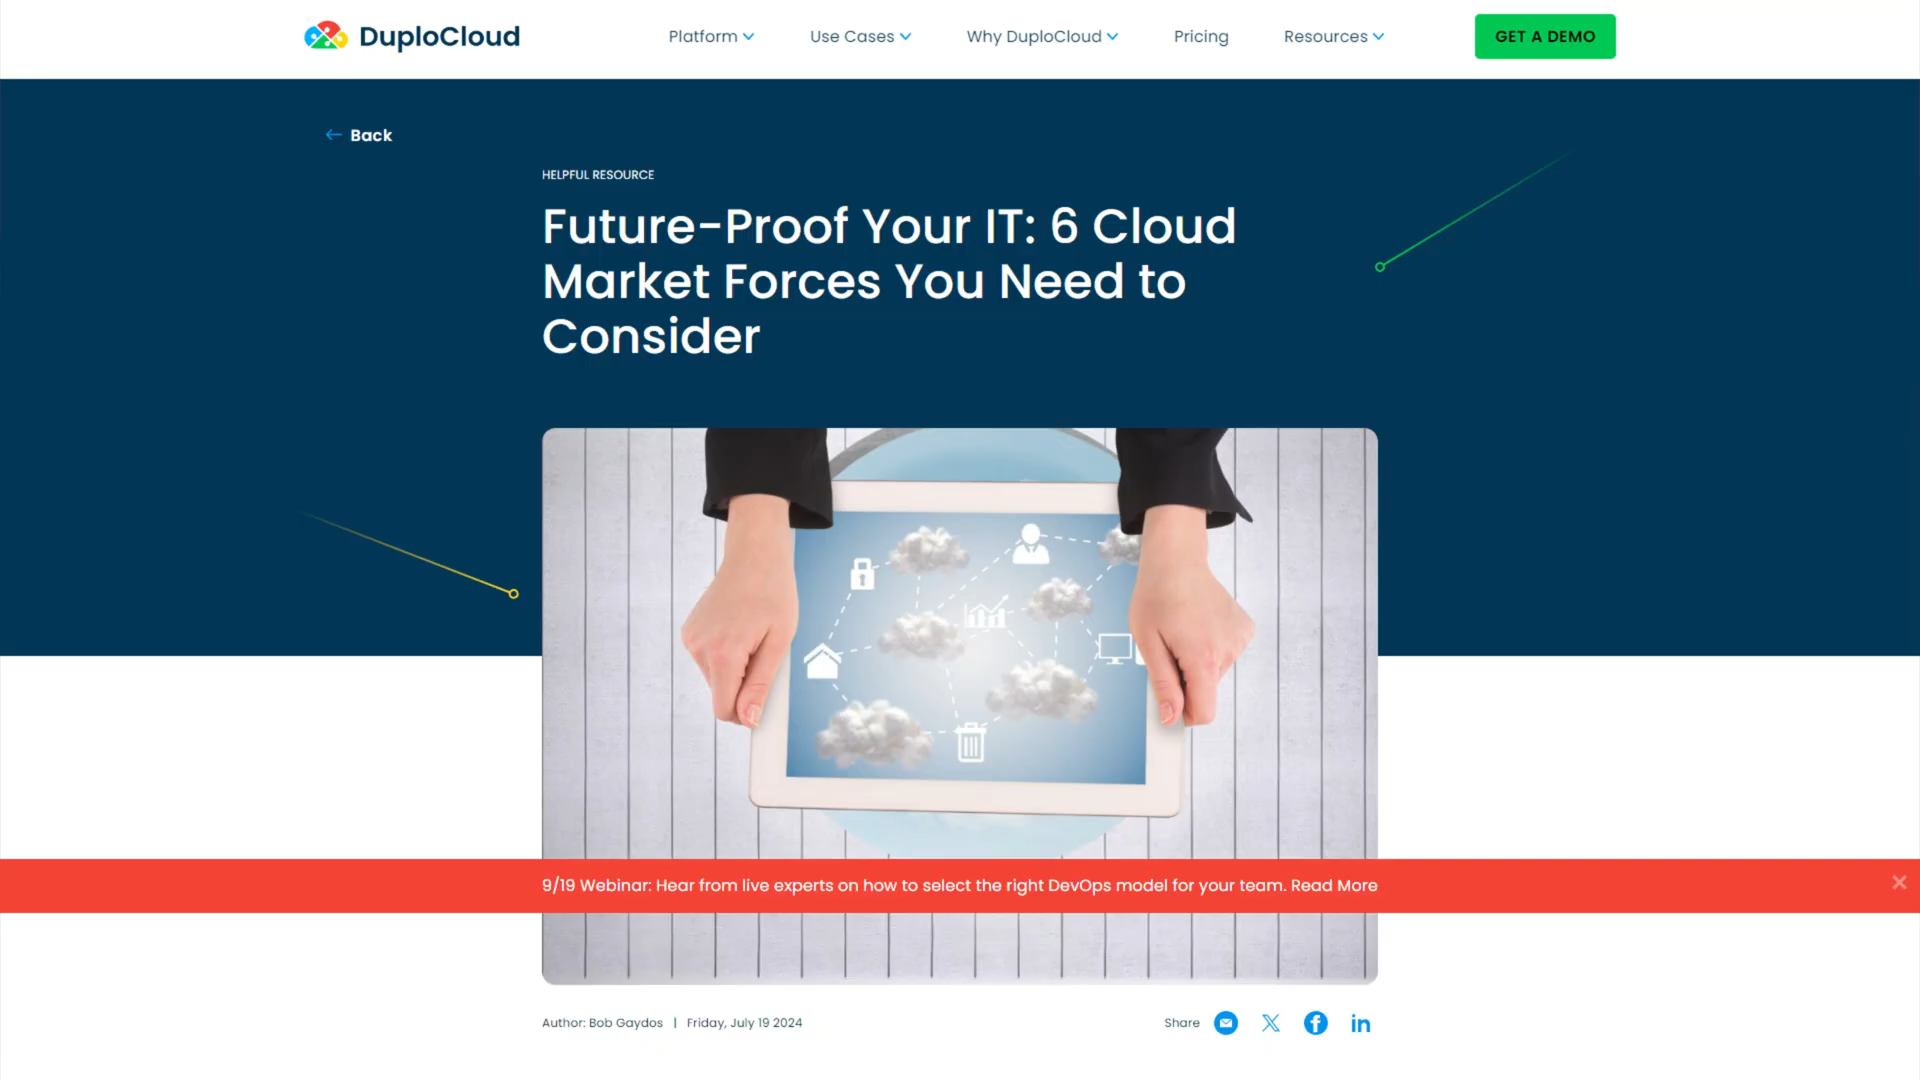 DuploCloud
Platform
Use Cases
Why DuploCloud
Pricing
Resources
GET A DEMO
Back
HELPFUL RESOURCE
Future-Proof Your IT: 6 Cloud
Market Forces You Need to
Consider
9/19 Webinar: Hear from live experts on how to select the right DevOps model for your team. Read More
Author: Bob Gaydos | Friday, July 19 2024
Share